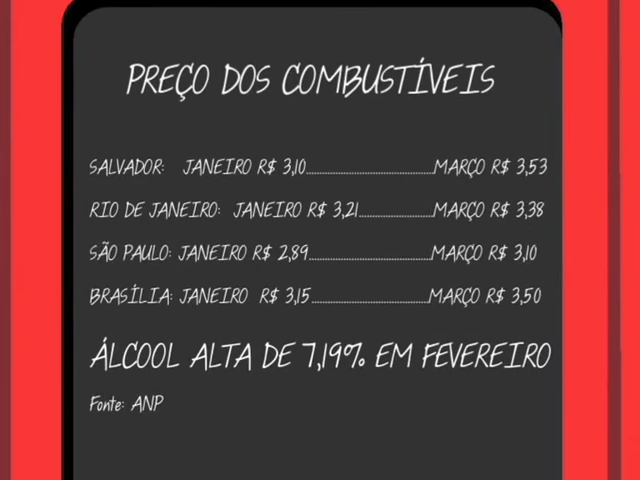 PREÇO DOS COMBUSTÍVEIS
SALVADOR: JANEIRO R$ 3,10..............................MARÇO R$ 3,53
RIO DE JANEIRO: JANEIRO R$ 3,21..................MARÇO R$ 3,38
SÃO PAULO: JANEIRO R$ 2,89..............................MARÇO R$ 3,10
BRASÍLIA: JANEIRO R$ 3,15..............................MARÇO R$ 3,50
ÁLCOOL ALTA DE 7,19% EM FEVEREIRO
Fonte: ANP